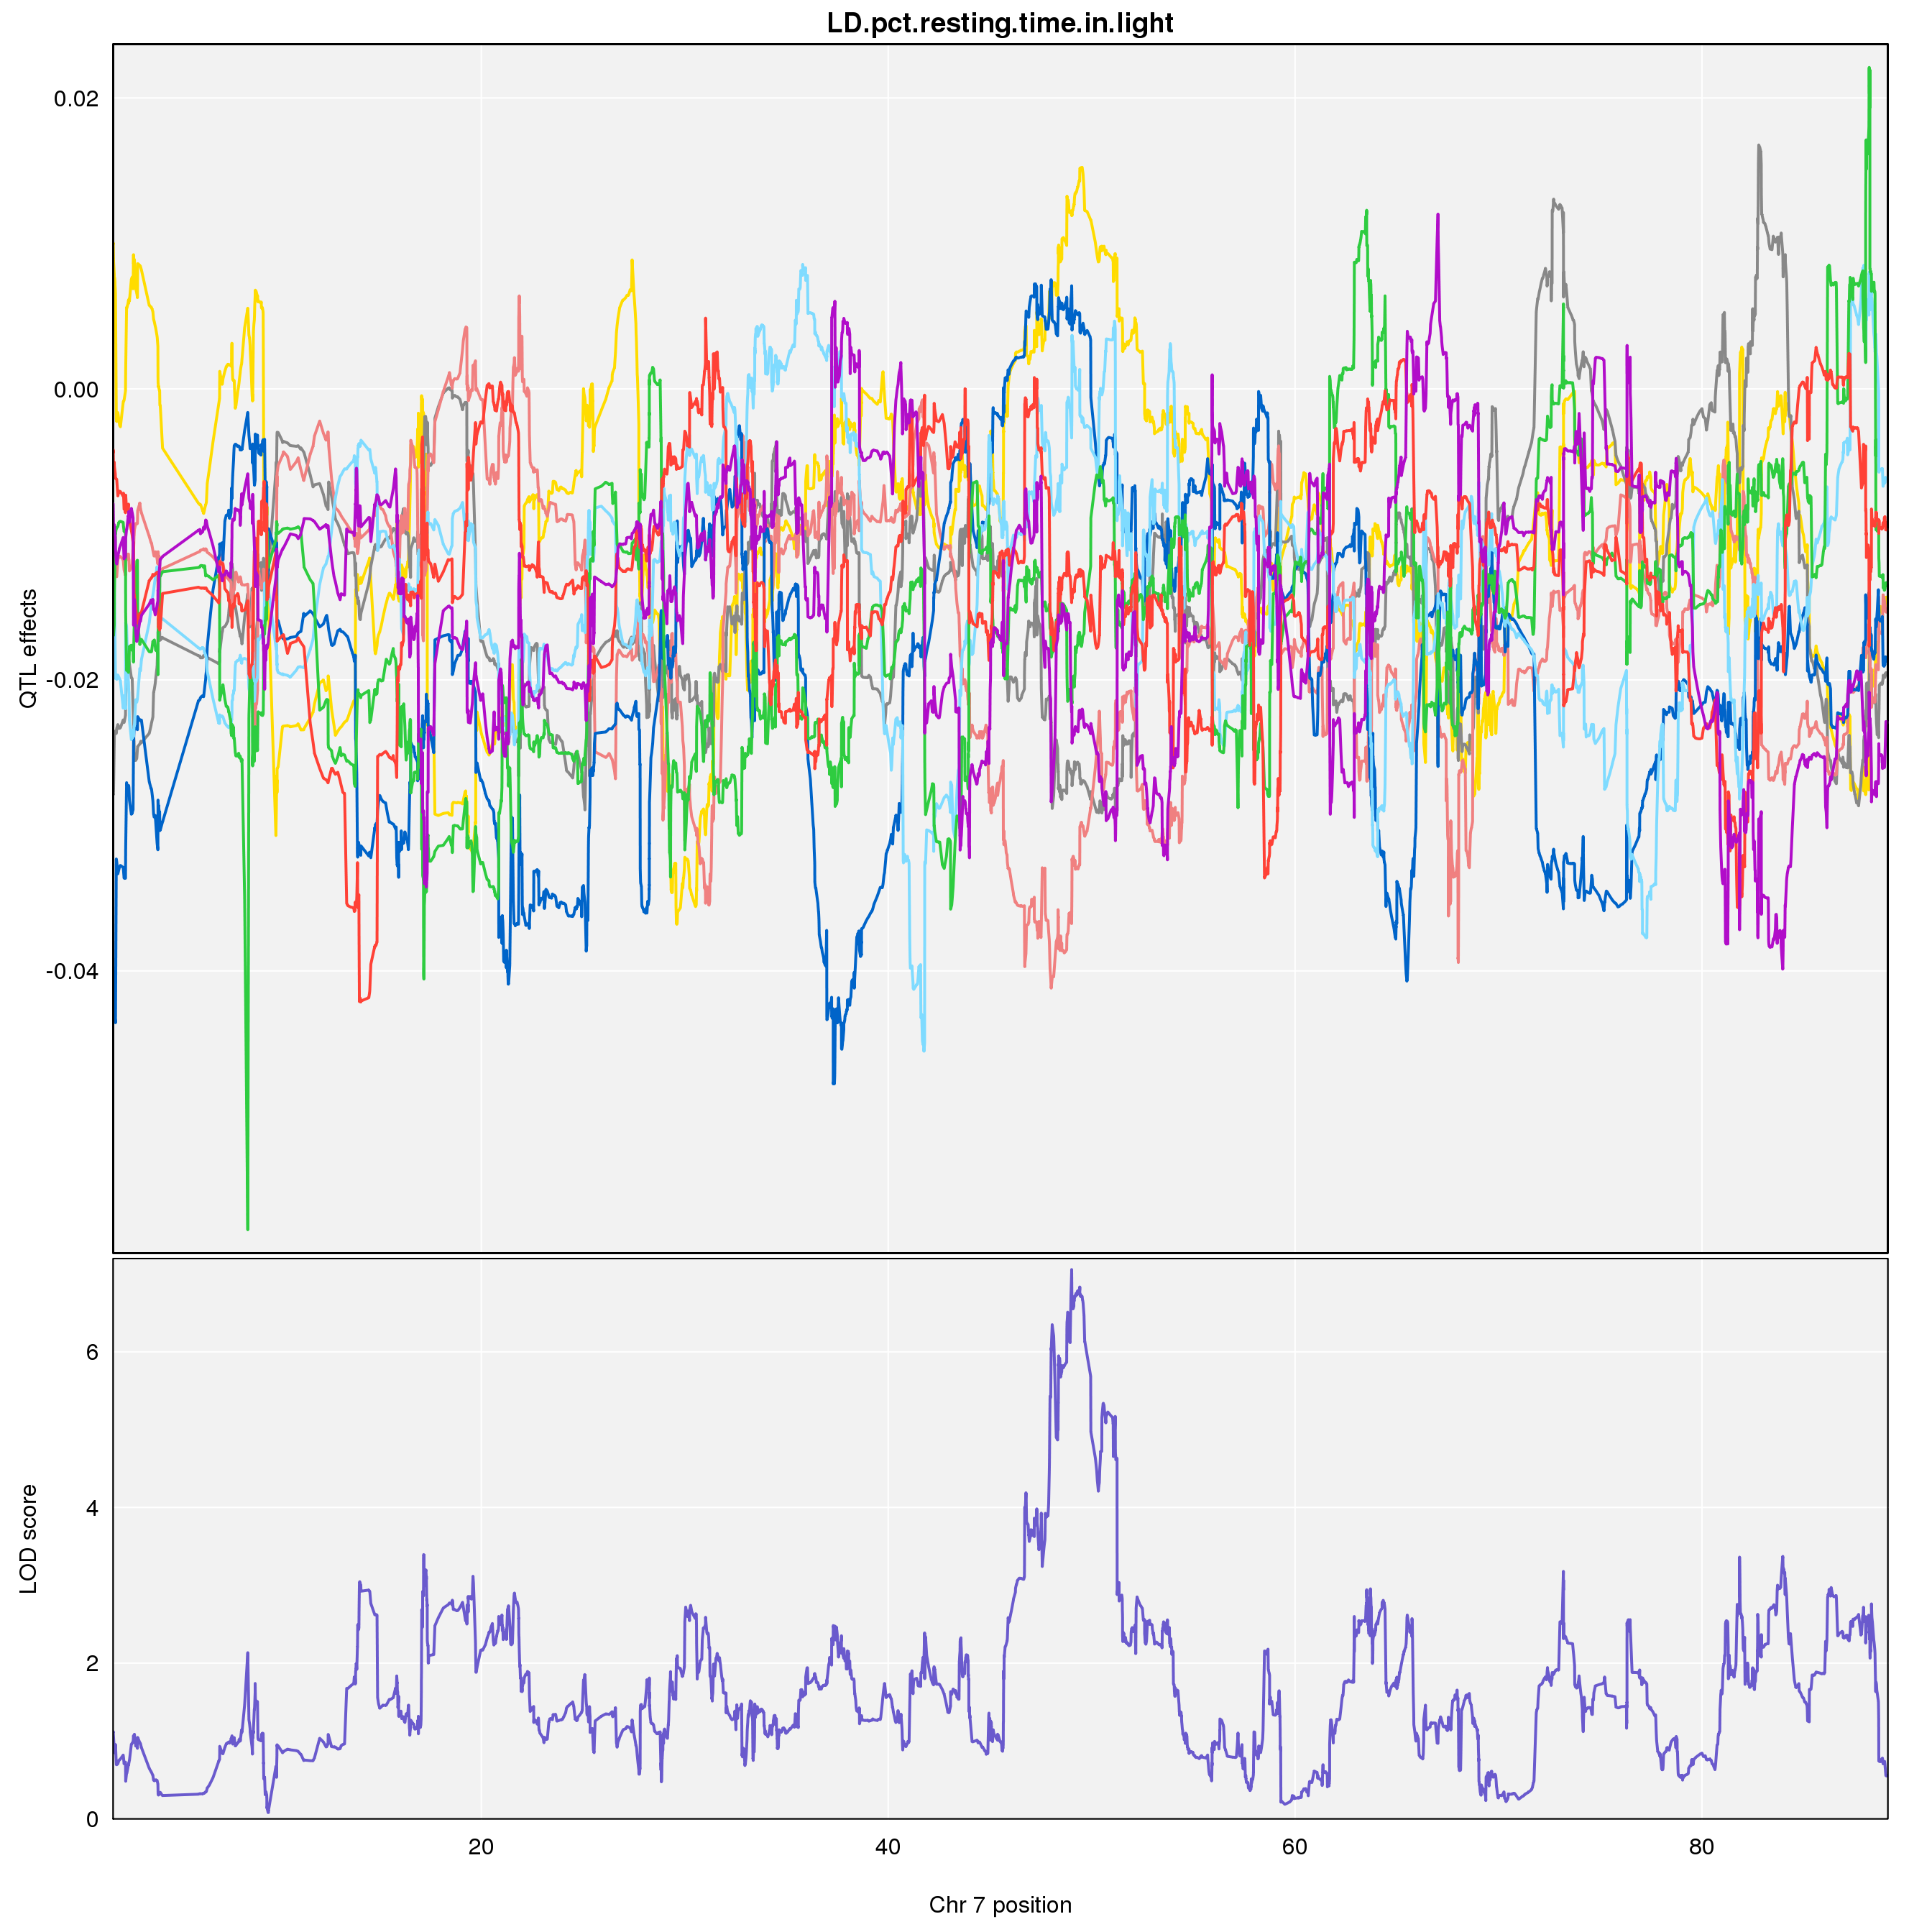 LD.pct.resting.time.in.light
0.02
0.00
-0.02
-0.04
QTL effects
6
4
2
0
LOD score
20 40 60 80
Chr 7 position